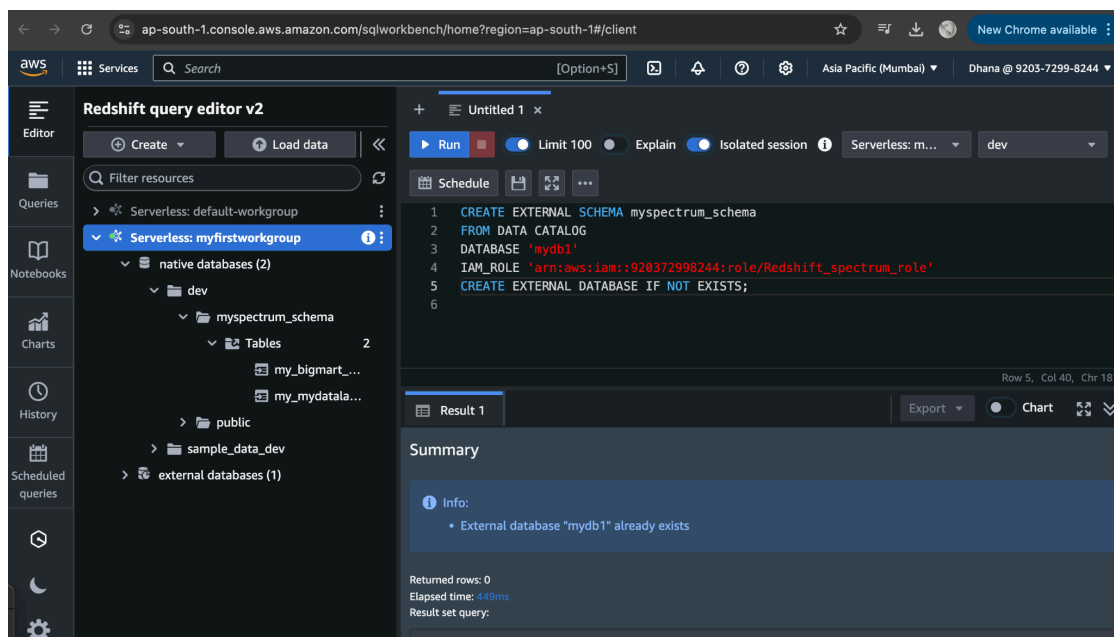 ap-south-1.console.aws.amazon.com/sqlworkbench/home?region=ap-south-1#/client
New Chrome available
aws
Services
Search
[Option+S]
Asia Pacific (Mumbai)
Dhana @ 9203-7299-8244
Editor
Queries
Notebooks
Charts
History
Scheduled
queries
Redshift query editor v2
Create
Load data
Filter resources
Serverless: default-workgroup
Serverless: myfirstworkgroup
native databases (2)
dev
myspectrum_schema
Tables 2
my_bigmart_...
my_mydatala...
public
sample_data_dev
external databases (1)
Untitled 1
Run
Limit 100
Explain
Isolated session
Serverless: m...
dev
Schedule
1 CREATE EXTERNAL SCHEMA myspectrum_schema
2 FROM DATA CATALOG
3 DATABASE 'mydb1'
4 IAM_ROLE 'arn:aws:iam::920372998244:role/Redshift_spectrum_role'
5 CREATE EXTERNAL DATABASE IF NOT EXISTS;
6
Row 5, Col 40, Chr 18
Result 1
Export
Chart
Summary
Info:
• External database "mydb1" already exists
Returned rows: 0
Elapsed time: 449ms
Result set query: